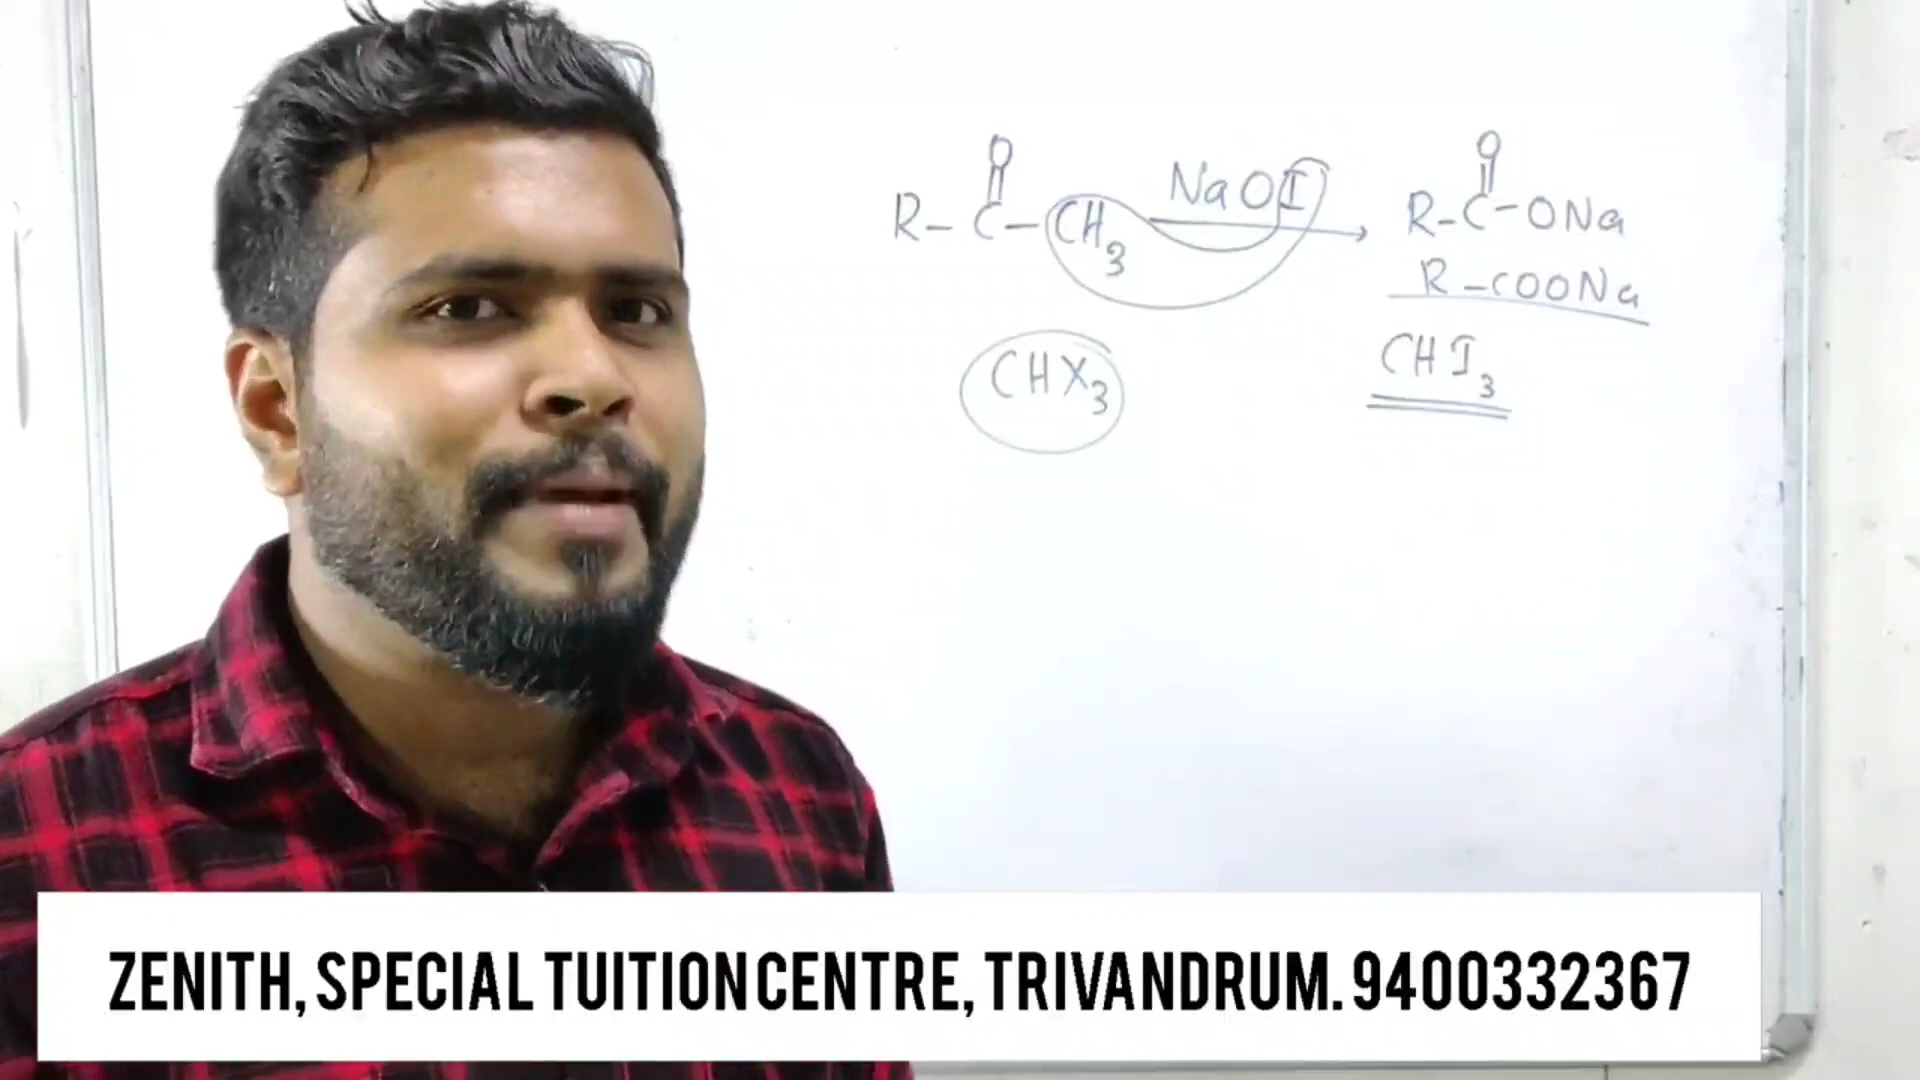 O
R-C-CH3 NaOI
O
R-C-ONa
R-COONa
CHX3
CHI3
ZENITH, SPECIAL TUITION CENTRE, TRIVANDRUM. 9400332367